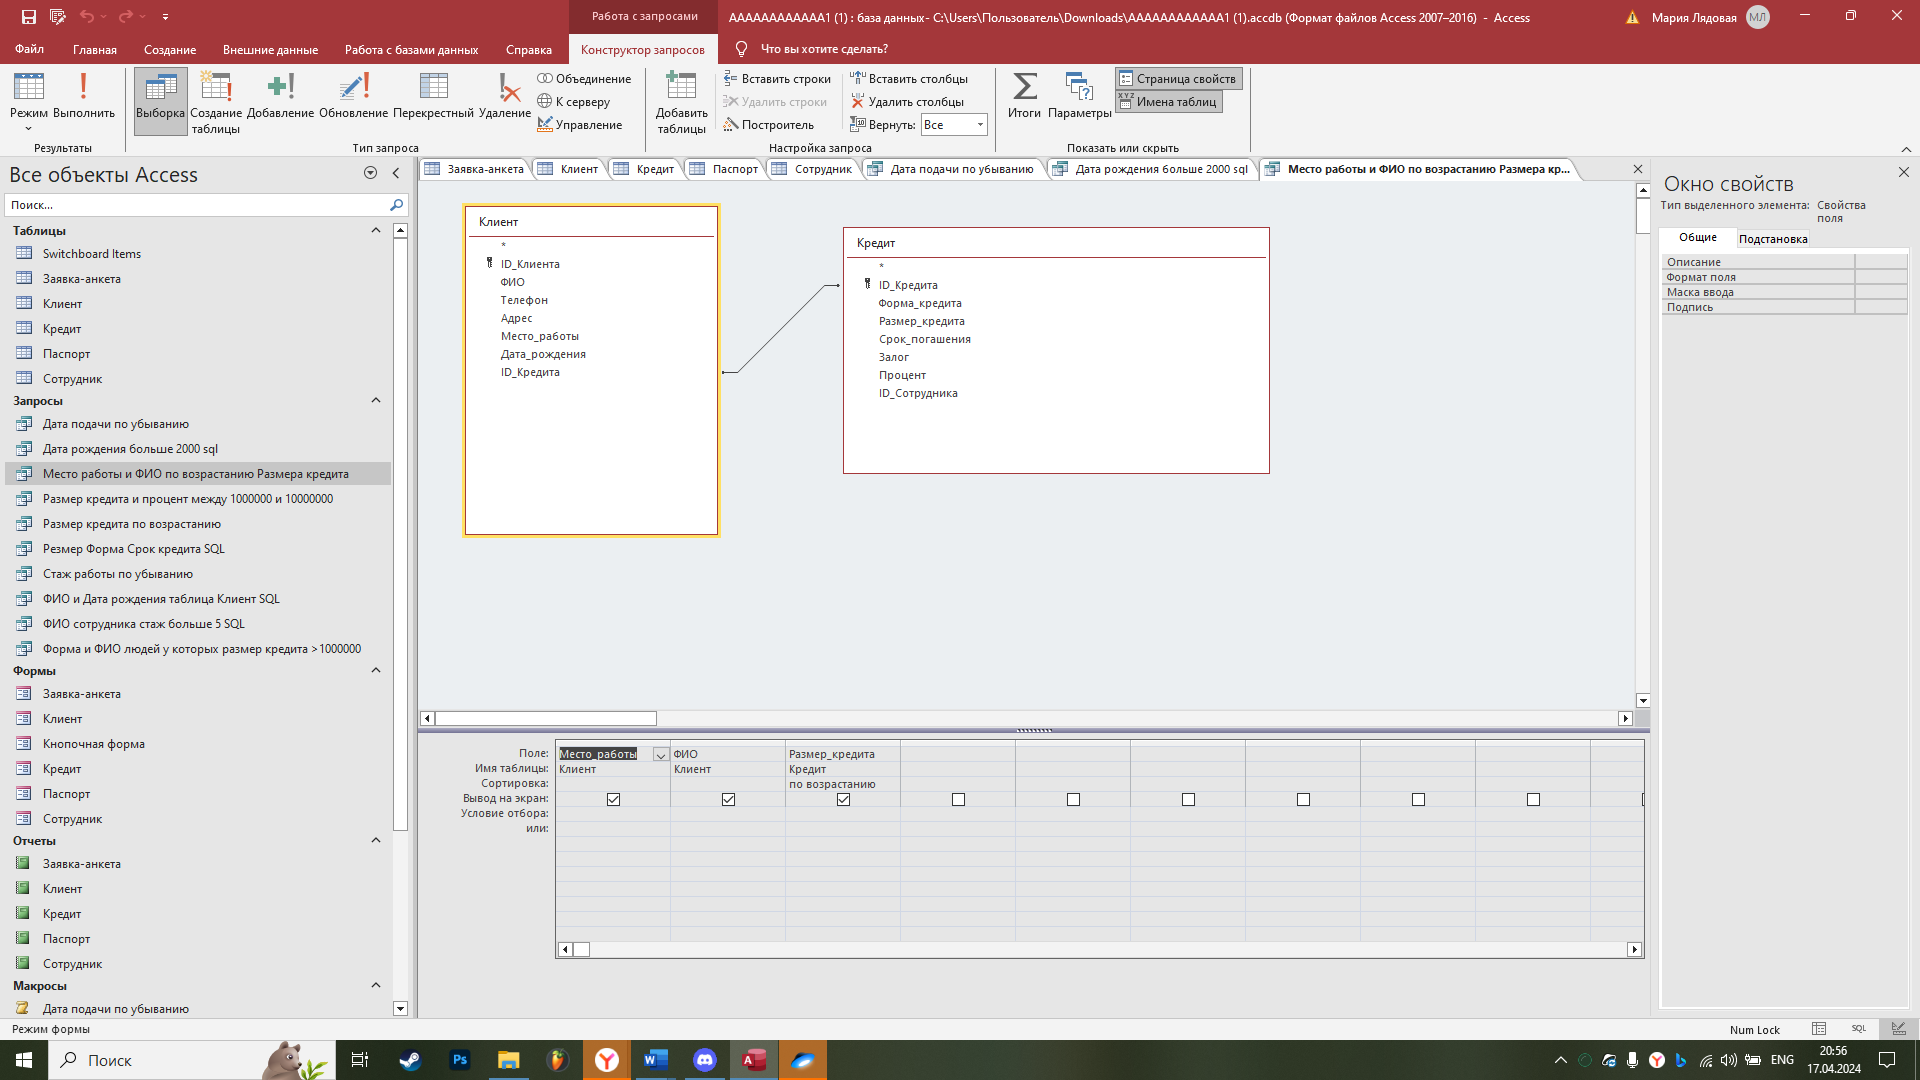 Работа с запросами
АААААААААААА1 (1) : база данных- C:\Users\Пользователь\Downloads\АААААААААААА1 (1).accdb (Формат файлов Access 2007–2016) - Access
Мария Лядовая
МЛ
Файл
Главная
Создание
Внешние данные
Работа с базами данных
Справка
Конструктор запросов
Что вы хотите сделать?
Режим
Выполнить
Результаты
Выборка
Создание таблицы
Добавление
Обновление
Перекрестный
Удаление
Объединение
К серверу
Управление
Тип запроса
Добавить таблицы
Вставить строки
Удалить строки
Построитель
Вставить столбцы
Удалить столбцы
Вернуть: Все
Настройка запроса
Итоги
Параметры
Страница свойств
XYZ Имена таблиц
Показать или скрыть
Все объекты Access
Поиск...
Таблицы
Switchboard Items
Заявка-анкета
Клиент
Кредит
Паспорт
Сотрудник
Запросы
Дата подачи по убыванию
Дата рождения больше 2000 sql
Место работы и ФИО по возрастанию Размера кредита
Размер кредита и процент между 1000000 и 10000000
Размер кредита по возрастанию
Резмер Форма Срок кредита SQL
Стаж работы по убыванию
ФИО и Дата рождения таблица Клиент SQL
ФИО сотрудника стаж больше 5 SQL
Форма и ФИО людей у которых размер кредита >1000000
Формы
Заявка-анкета
Клиент
Кнопочная форма
Кредит
Паспорт
Сотрудник
Отчеты
Заявка-анкета
Клиент
Кредит
Паспорт
Сотрудник
Макросы
Дата подачи по убыванию
Заявка-анкета
Клиент
Кредит
Паспорт
Сотрудник
Дата подачи по убыванию
Дата рождения больше 2000 sql
Место работы и ФИО по возрастанию Размера кр...
Клиент
*
ID_Клиента
ФИО
Телефон
Адрес
Место_работы
Дата_рождения
ID_Кредита
Кредит
*
ID_Кредита
Форма_кредита
Размер_кредита
Срок_погашения
Залог
Процент
ID_Сотрудника
Поле: Место_работы ФИО Размер_кредита
Имя таблицы: Клиент Клиент Кредит
Сортировка: по возрастанию
Вывод на экран:
Условие отбора:
или:
Окно свойств
Тип выделенного элемента: Свойства поля
Общие
Подстановка
Описание
Формат поля
Маска ввода
Подпись
Режим формы
Num Lock
SQL
Поиск
ENG
20:56
17.04.2024